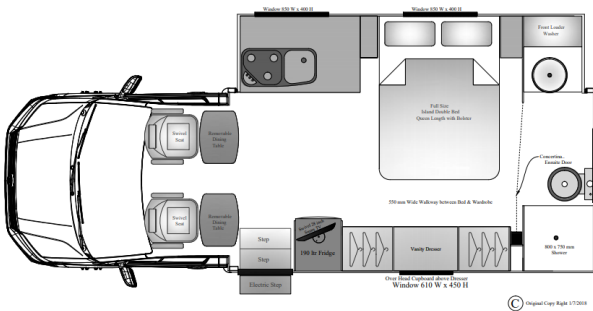 Window 850 W x 400 H
Window 850 W x 400 H
Front Loader
Washer
Full Size
Island Double Bed
Queen Length with Bolster
Swivel
Seat
Removable
Dining
Table
Concertina
Ensuite Door
550 mm Wide Walkway between Bed & Wardrobe
Swivel
Seat
Removable
Dining
Table
Step
Step
Electric Step
190 ltr Fridge
Vanity Dresser
800 x 750 mm
Shower
Over Head Cupboard above Dresser
Window 610 W x 450 H
C Original Copy Right 1/7/2018